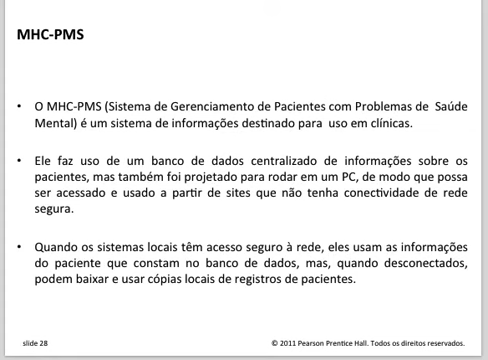 MHC-PMS
• O MHC-PMS (Sistema de Gerenciamento de Pacientes com Problemas de Saúde
Mental) é um sistema de informações destinado para uso em clínicas.
• Ele faz uso de um banco de dados centralizado de informações sobre os
pacientes, mas também foi projetado para rodar em um PC, de modo que possa
ser acessado e usado a partir de sites que não tenha conectividade de rede
segura.
• Quando os sistemas locais têm acesso seguro à rede, eles usam as informações
do paciente que constam no banco de dados, mas, quando desconectados,
podem baixar e usar cópias locais de registros de pacientes.
slide 28
© 2011 Pearson Prentice Hall. Todos os direitos reservados.